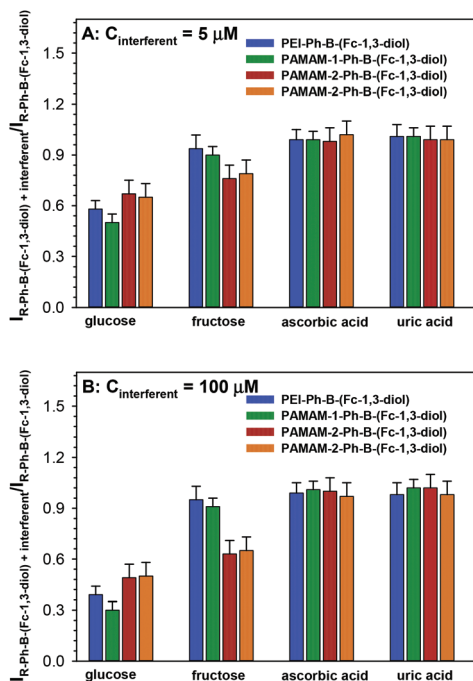 A: Cinterferent = 5 μM
PEI-Ph-B-(Fc-1,3-diol)
PAMAM-1-Ph-B-(Fc-1,3-diol)
PAMAM-2-Ph-B-(Fc-1,3-diol)
PAMAM-2-Ph-B-(Fc-1,3-diol)
IR-Ph-B-(Fc-1,3-diol) + interferent/IR-Ph-B-(Fc-1,3-diol)
1.5
1.2
0.9
0.6
0.3
0.0
glucose fructose ascorbic acid uric acid
B: Cinterferent = 100 μM
PEI-Ph-B-(Fc-1,3-diol)
PAMAM-1-Ph-B-(Fc-1,3-diol)
PAMAM-2-Ph-B-(Fc-1,3-diol)
PAMAM-2-Ph-B-(Fc-1,3-diol)
IR-Ph-B-(Fc-1,3-diol) + interferent/IR-Ph-B-(Fc-1,3-diol)
1.5
1.2
0.9
0.6
0.3
0.0
glucose fructose ascorbic acid uric acid